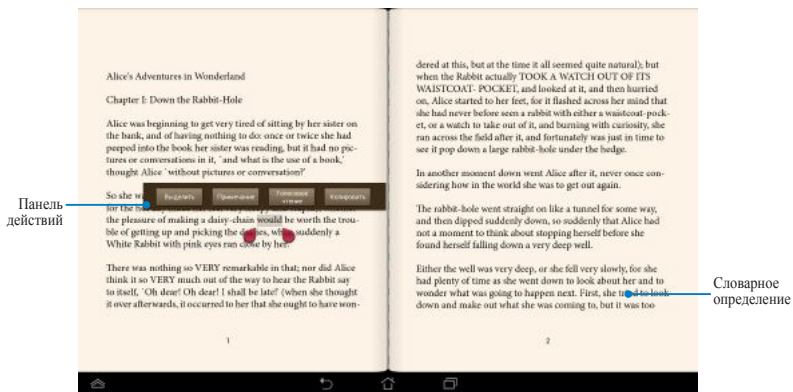 Alice's Adventures in Wonderland
Chapter I: Down the Rabbit-Hole
Alice was beginning to get very tired of sitting by her sister on
the bank, and of having nothing to do: once or twice she had
peeped into the book her sister was reading, but it had no pic-
tures or conversations in it, `and what is the use of a book,'
thought Alice `without pictures or conversation?'
So she wa
Выделить Примечание Голосовое чтение Копировать
for the
the pleasure of making a daisy-chain would be worth the trou-
ble of getting up and picking the daisies, when suddenly a
White Rabbit with pink eyes ran close by her.
There was nothing so VERY remarkable in that; nor did Alice
think it so VERY much out of the way to hear the Rabbit say
to itself, `Oh dear! Oh dear! I shall be late!' (when she thought
it over afterwards, it occurred to her that she ought to have won-
1
dered at this, but at the time it all seemed quite natural); but
when the Rabbit actually TOOK A WATCH OUT OF ITS
WAISTCOAT- POCKET, and looked at it, and then hurried
on, Alice started to her feet, for it flashed across her mind that
she had never before seen a rabbit with either a waistcoat-pock-
et, or a watch to take out of it, and burning with curiosity, she
ran across the field after it, and fortunately was just in time to
see it pop down a large rabbit-hole under the hedge.
In another moment down went Alice after it, never once con-
sidering how in the world she was to get out again.
The rabbit-hole went straight on like a tunnel for some way,
and then dipped suddenly down, so suddenly that Alice had
not a moment to think about stopping herself before she
found herself falling down a very deep well.
Either the well was very deep, or she fell very slowly, for she
had plenty of time as she went down to look about her and to
wonder what was going to happen next. First, she tried to look
down and make out what she was coming to, but it was too
2
Панель
действий
Словарное
определение